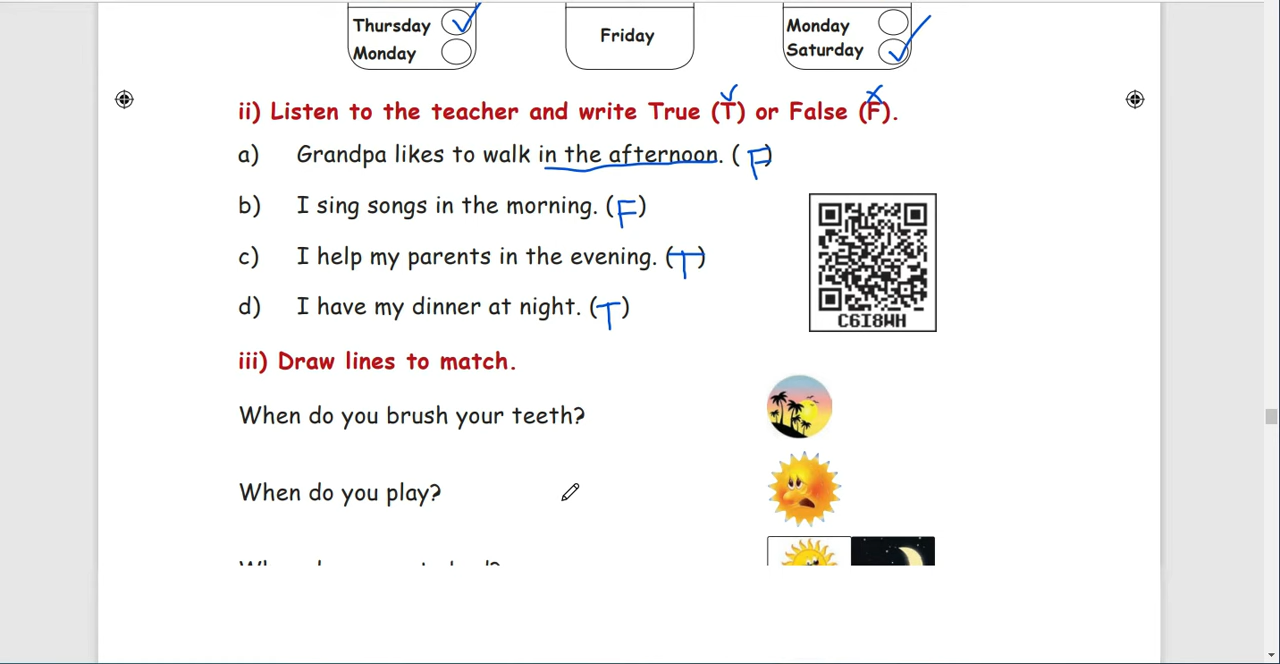 Thursday
Monday
Friday
Monday
Saturday
ii) Listen to the teacher and write True (T) or False (F).
a) Grandpa likes to walk in the afternoon. (F)
b) I sing songs in the morning. (F)
c) I help my parents in the evening. (T)
d) I have my dinner at night. (T)
C6I8WH
iii) Draw lines to match.
When do you brush your teeth?
When do you play?